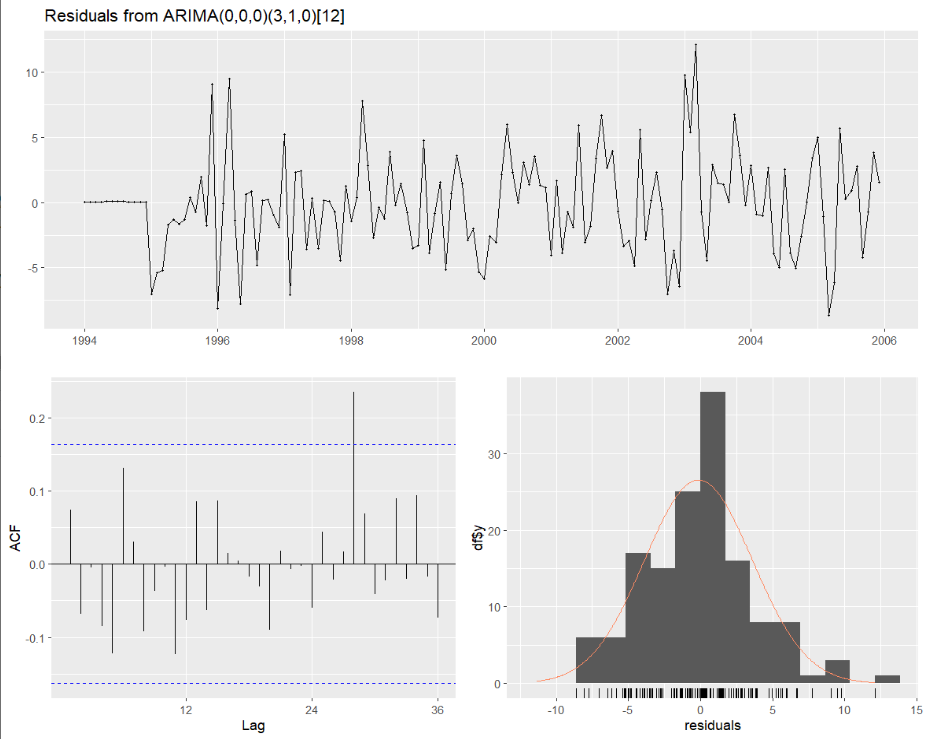 Residuals from ARIMA(0,0,0)(3,1,0)[12]
10
5
0
-5
1994 1996 1998 2000 2002 2004 2006
0.2
0.1
0.0
-0.1
ACF
12 24 36
Lag
30
20
10
0
df$y
-10 -5 0 5 10 15
residuals